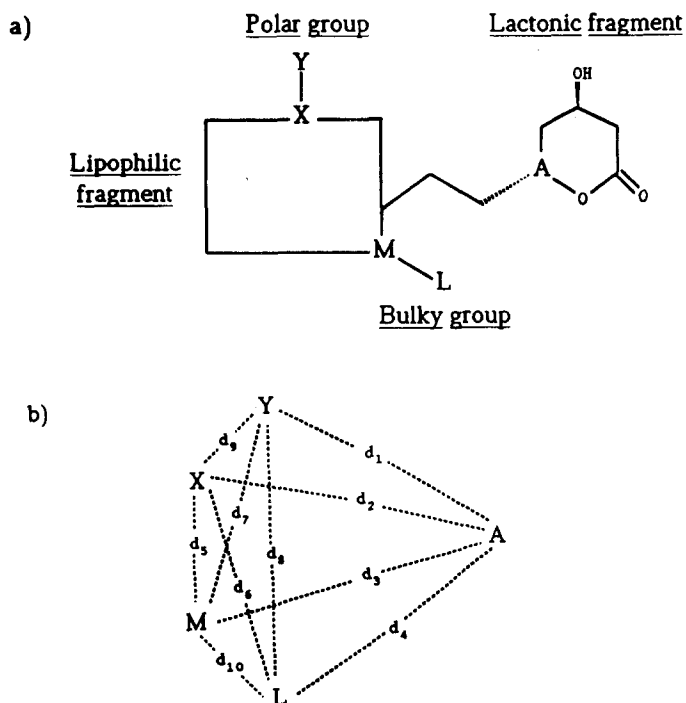 a)
Polar group
Lactonic fragment
Y
OH
X
Lipophilic
fragment
A
O
O
M
L
Bulky group
b)
Y
d9
d1
X
d2
d7
A
d5
d8
d3
d6
M
d4
d10
L